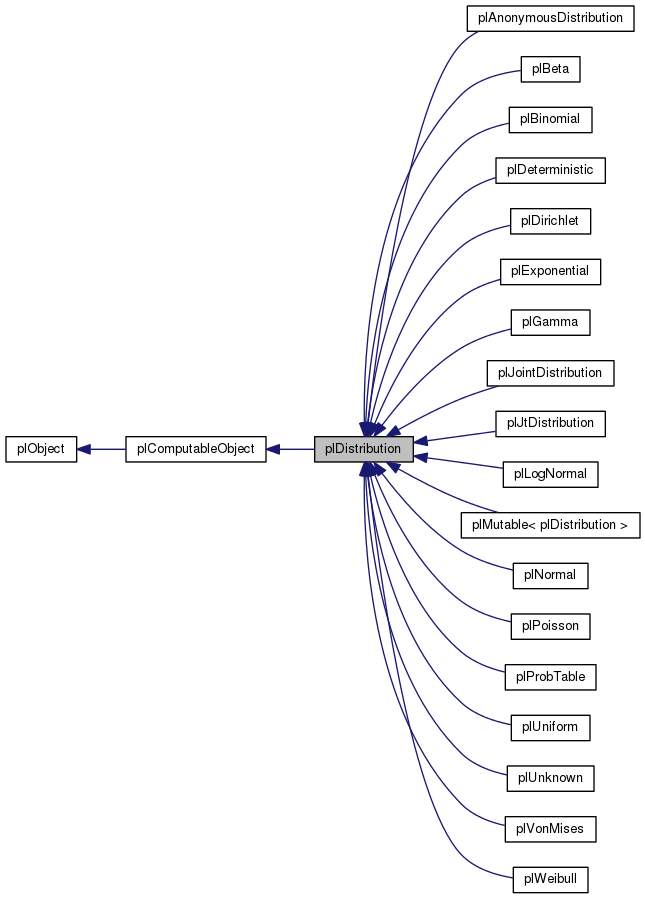 plAnonymousDistribution
plBeta
plBinomial
plDeterministic
plDirichlet
plExponential
plGamma
plJointDistribution
plJtDistribution
plObject
plComputableObject
plDistribution
plLogNormal
plMutable< plDistribution >
plNormal
plPoisson
plProbTable
plUniform
plUnknown
plVonMises
plWeibull